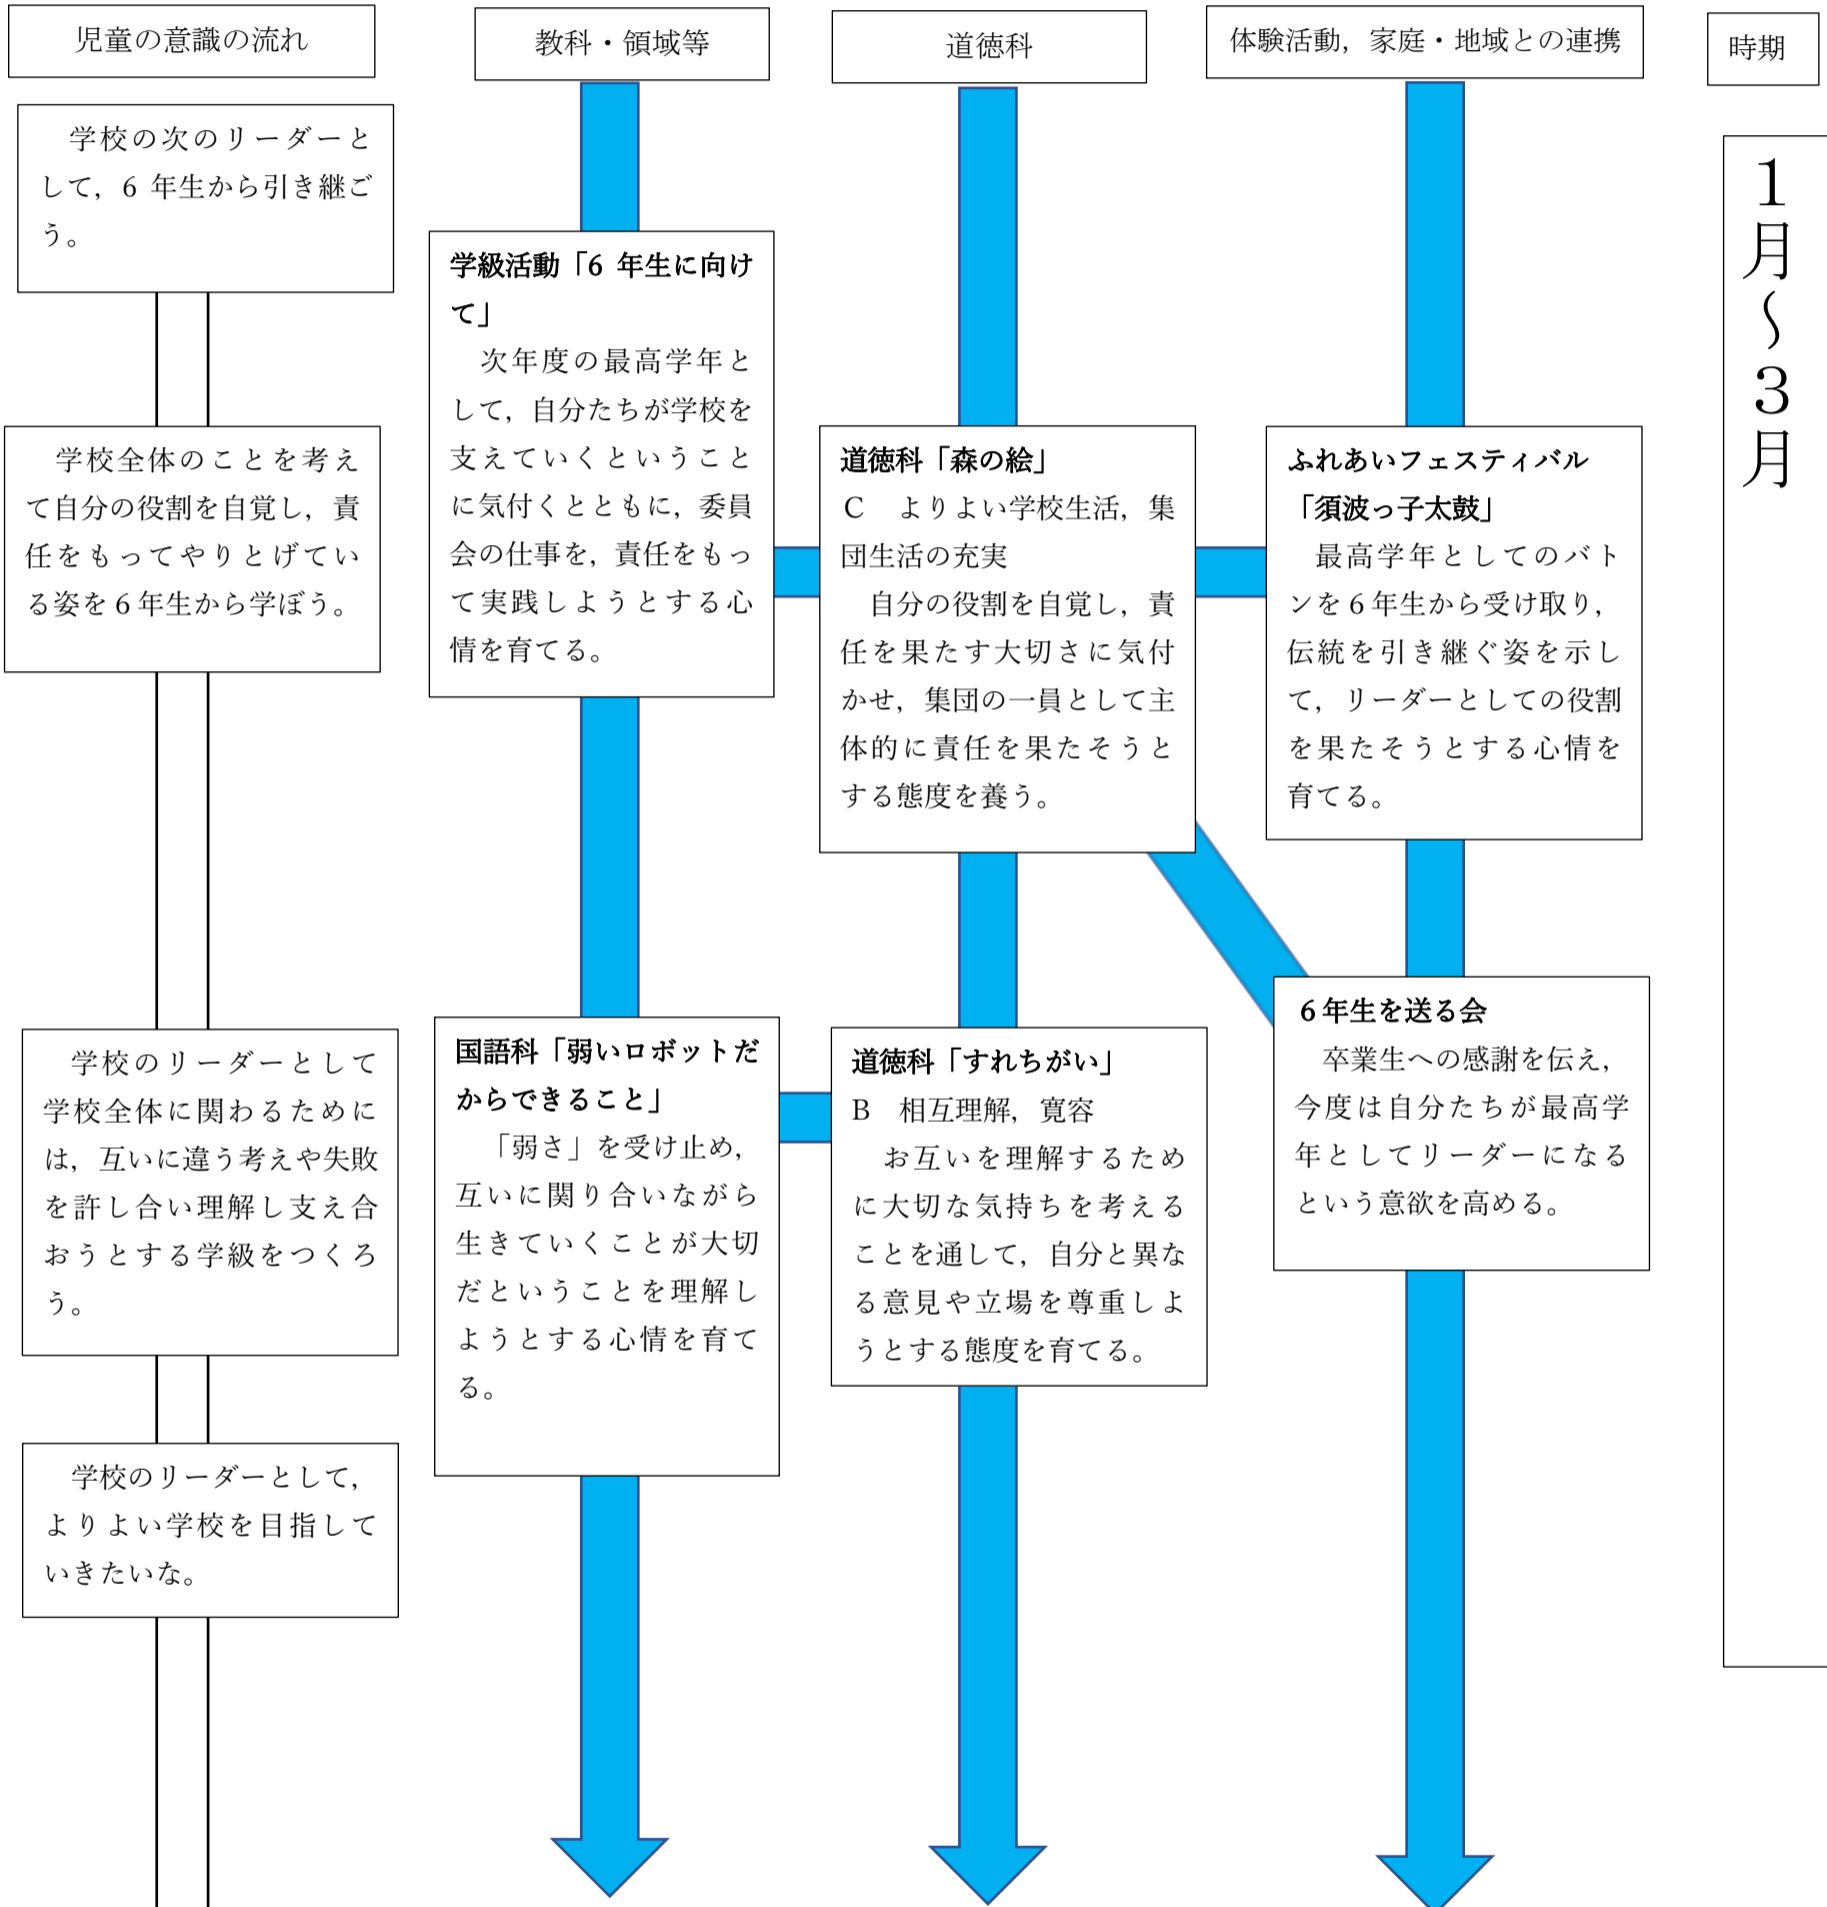 児童の意識の流れ
教科・領域等
道徳科
体験活動，家庭・地域との連携
時期
学校の次のリーダーと
して，6 年生から引き継ご
う。
学校全体のことを考え
て自分の役割を自覚し，責
任をもってやりとげてい
る姿を６年生から学ぼう。
学校のリーダーとして
学校全体に関わるために
は，互いに違う考えや失敗
を許し合い理解し支え合
おうとする学級をつくろ
う。
学校のリーダーとして，
よりよい学校を目指して
いきたいな。
学級活動「6 年生に向け
て」
次年度の最高学年と
して，自分たちが学校を
支えていくということ
に気付くとともに，委員
会の仕事を，責任をもっ
て実践しようとする心
情を育てる。
国語科「弱いロボットだ
からできること」
「弱さ」を受け止め，
互いに関り合いながら
生きていくことが大切
だということを理解し
ようとする心情を育て
る。
道徳科「森の絵」
C　よりよい学校生活，集
団生活の充実
自分の役割を自覚し，責
任を果たす大切さに気付
かせ，集団の一員として主
体的に責任を果たそうと
する態度を養う。
道徳科「すれちがい」
B　相互理解，寛容
お互いを理解するため
に大切な気持ちを考える
ことを通して，自分と異な
る意見や立場を尊重しよ
うとする態度を育てる。
ふれあいフェスティバル
「須波っ子太鼓」
最高学年としてのバト
ンを６年生から受け取り，
伝統を引き継ぐ姿を示し
て，リーダーとしての役割
を果たそうとする心情を
育てる。
６年生を送る会
卒業生への感謝を伝え，
今度は自分たちが最高学
年としてリーダーになる
という意欲を高める。
１月～３月